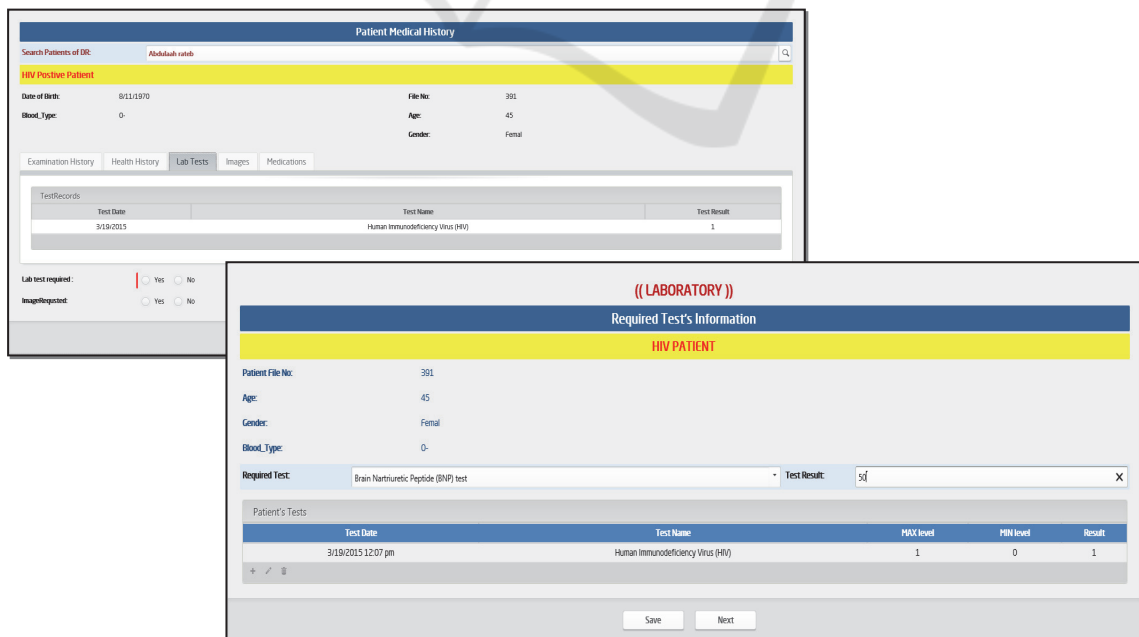 Patient Medical History
Search Patients of DR: Abdulaah rateb
HIV Postive Patient
Date of Birth: 8/11/1970 File No: 391
Blood_Type: O- Age: 45
Gender: Femal
Examination History Health History Lab Tests Images Medications
TestRecords
Test Date Test Name Test Result
3/19/2015 Human Immunodeficiency Virus (HIV) 1
Lab test required : Yes No
ImageRequsted: Yes No
(( LABORATORY ))
Required Test's Information
HIV PATIENT
Patient File No: 391
Age: 45
Gender: Femal
Blood_Type: O-
Required Test: Brain Nartriuretic Peptide (BNP) test Test Result: 50
Patient's Tests
Test Date Test Name MAX level MIN level Result
3/19/2015 12:07 pm Human Immunodeficiency Virus (HIV) 1 0 1
Save Next